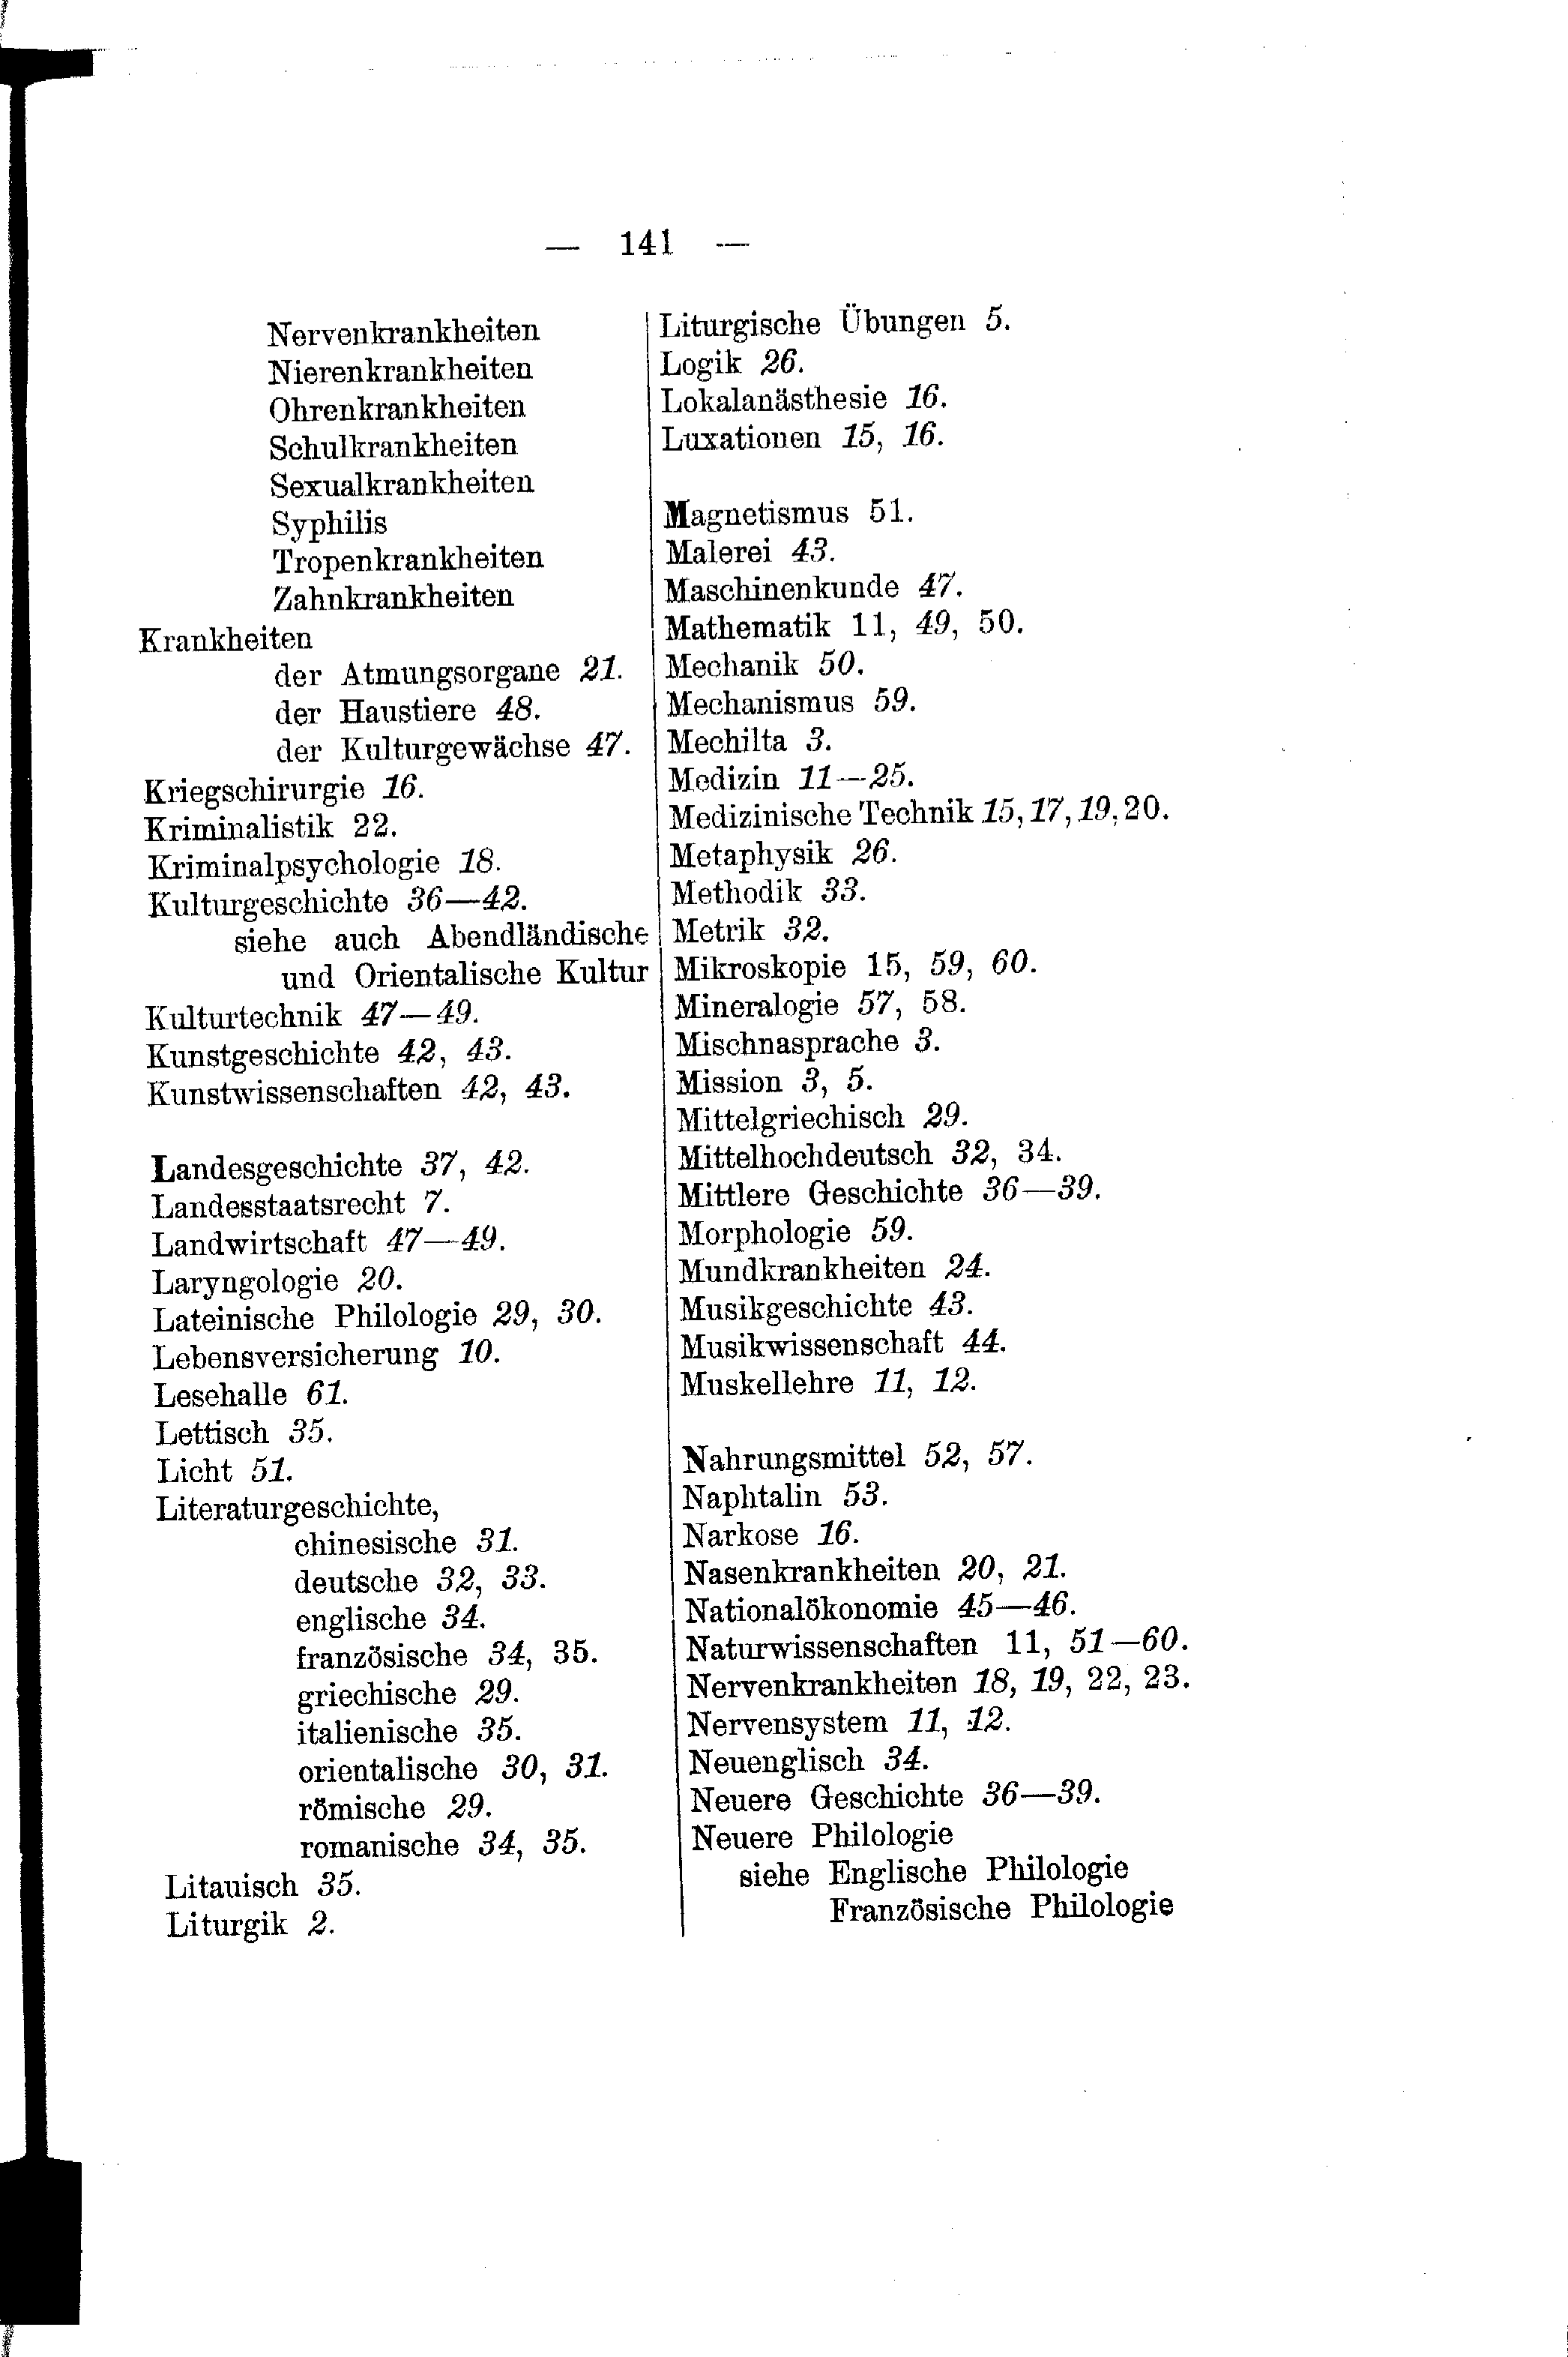 — 141 —
Nervenkrankheiten
Nierenkrankheiten
Ohrenkrankheiten
Schulkrankheiten
Sexualkrankheiten
Syphilis
Tropenkrankheiten
Zahnkrankheiten
Krankheiten
der Atmungsorgane 21.
der Haustiere 48.
der Kulturgewächse 47.
Kriegschirurgie 16.
Kriminalistik 22.
Kriminalpsychologie 18.
Kulturgeschichte 36—42.
siehe auch Abendländische
und Orientalische Kultur
Kulturtechnik 47—49.
Kunstgeschichte 42, 43.
Kunstwissenschaften 42, 43.
Landesgeschichte 37, 42.
Landesstaatsrecht 7.
Landwirtschaft 47—49.
Laryngologie 20.
Lateinische Philologie 29, 30.
Lebensversicherung 10.
Lesehalle 61.
Lettisch 35.
Licht 51.
Literaturgeschichte,
chinesische 31.
deutsche 32, 33.
englische 34.
französische 34, 35.
griechische 29.
italienische 35.
orientalische 30, 31.
römische 29.
romanische 34, 35.
Litauisch 35.
Liturgik 2.
Liturgische Übungen 5.
Logik 26.
Lokalanästhesie 16.
Luxationen 15, 16.
Magnetismus 51.
Malerei 43.
Maschinenkunde 47.
Mathematik 11, 49, 50.
Mechanik 50.
Mechanismus 59.
Mechilta 3.
Medizin 11—25.
Medizinische Technik 15, 17, 19, 20.
Metaphysik 26.
Methodik 33.
Metrik 32.
Mikroskopie 15, 59, 60.
Mineralogie 57, 58.
Mischnasprache 3.
Mission 3, 5.
Mittelgriechisch 29.
Mittelhochdeutsch 32, 34.
Mittlere Geschichte 36—39.
Morphologie 59.
Mundkrankheiten 24.
Musikgeschichte 43.
Musikwissenschaft 44.
Muskellehre 11, 12.
Nahrungsmittel 52, 57.
Naphtalin 53.
Narkose 16.
Nasenkrankheiten 20, 21.
Nationalökonomie 45—46.
Naturwissenschaften 11, 51—60.
Nervenkrankheiten 18, 19, 22, 23.
Nervensystem 11, 12.
Neuenglisch 34.
Neuere Geschichte 36—39.
Neuere Philologie
siehe Englische Philologie
Französische Philologie